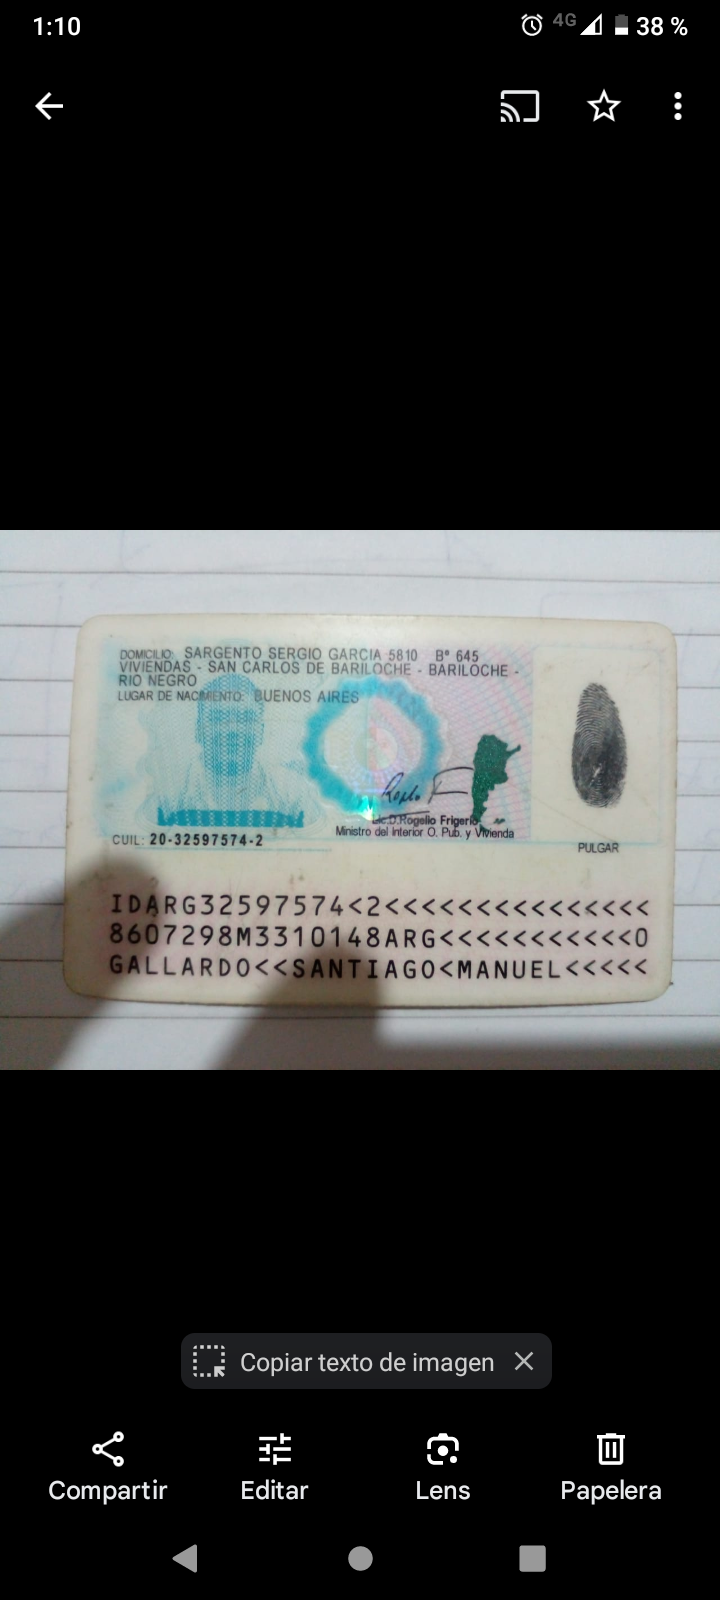 1:10
4G
38 %
DOMICILIO: SARGENTO SERGIO GARCIA 5810 Bº 645
VIVIENDAS - SAN CARLOS DE BARILOCHE - BARILOCHE -
RIO NEGRO
LUGAR DE NACIMIENTO: BUENOS AIRES
Lic.D.Rogelio Frigerio
Ministro del Interior O. Pub. y Vivienda
CUIL: 20-32597574-2
PULGAR
IDARG32597574<2<<<<<<<<<<<<<<<
8607298M3310148ARG<<<<<<<<<<<0
GALLARDO<<SANTIAGO<MANUEL<<<<<
Copiar texto de imagen
Compartir
Editar
Lens
Papelera